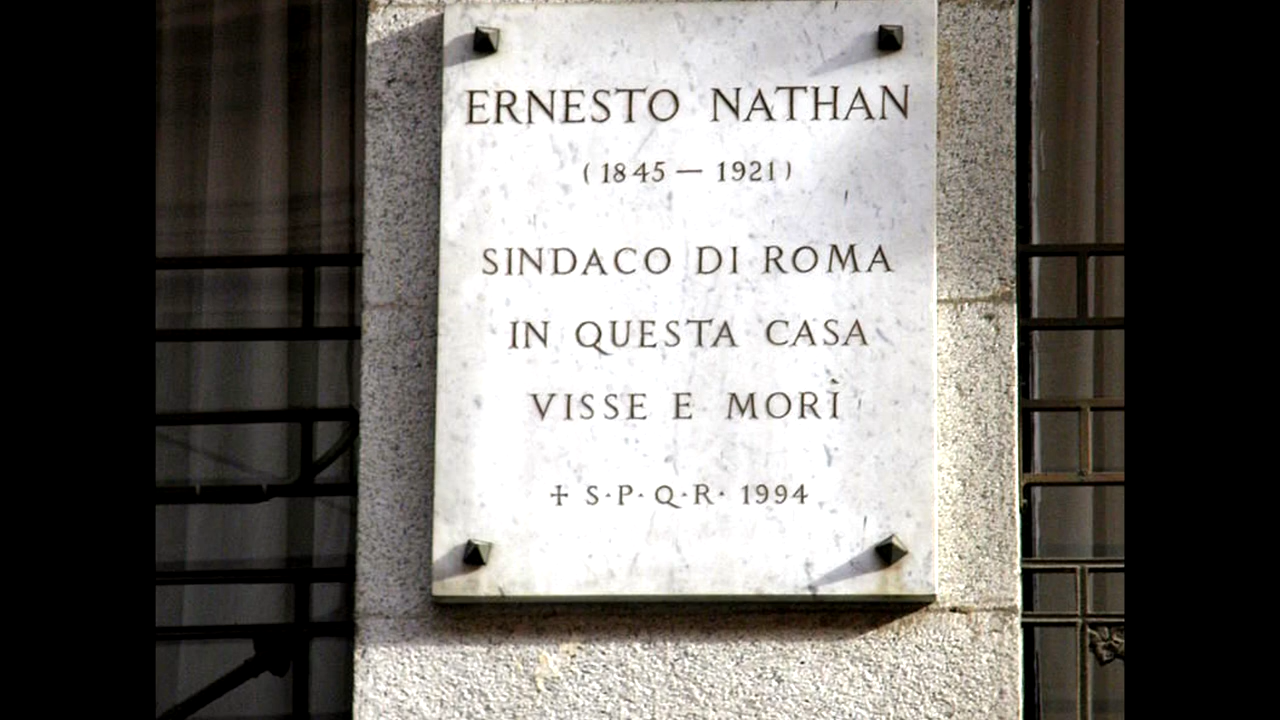 ERNESTO NATHAN
(1845 — 1921)
SINDACO DI ROMA
IN QUESTA CASA
VISSE E MORÌ
✝ S·P·Q·R· 1994